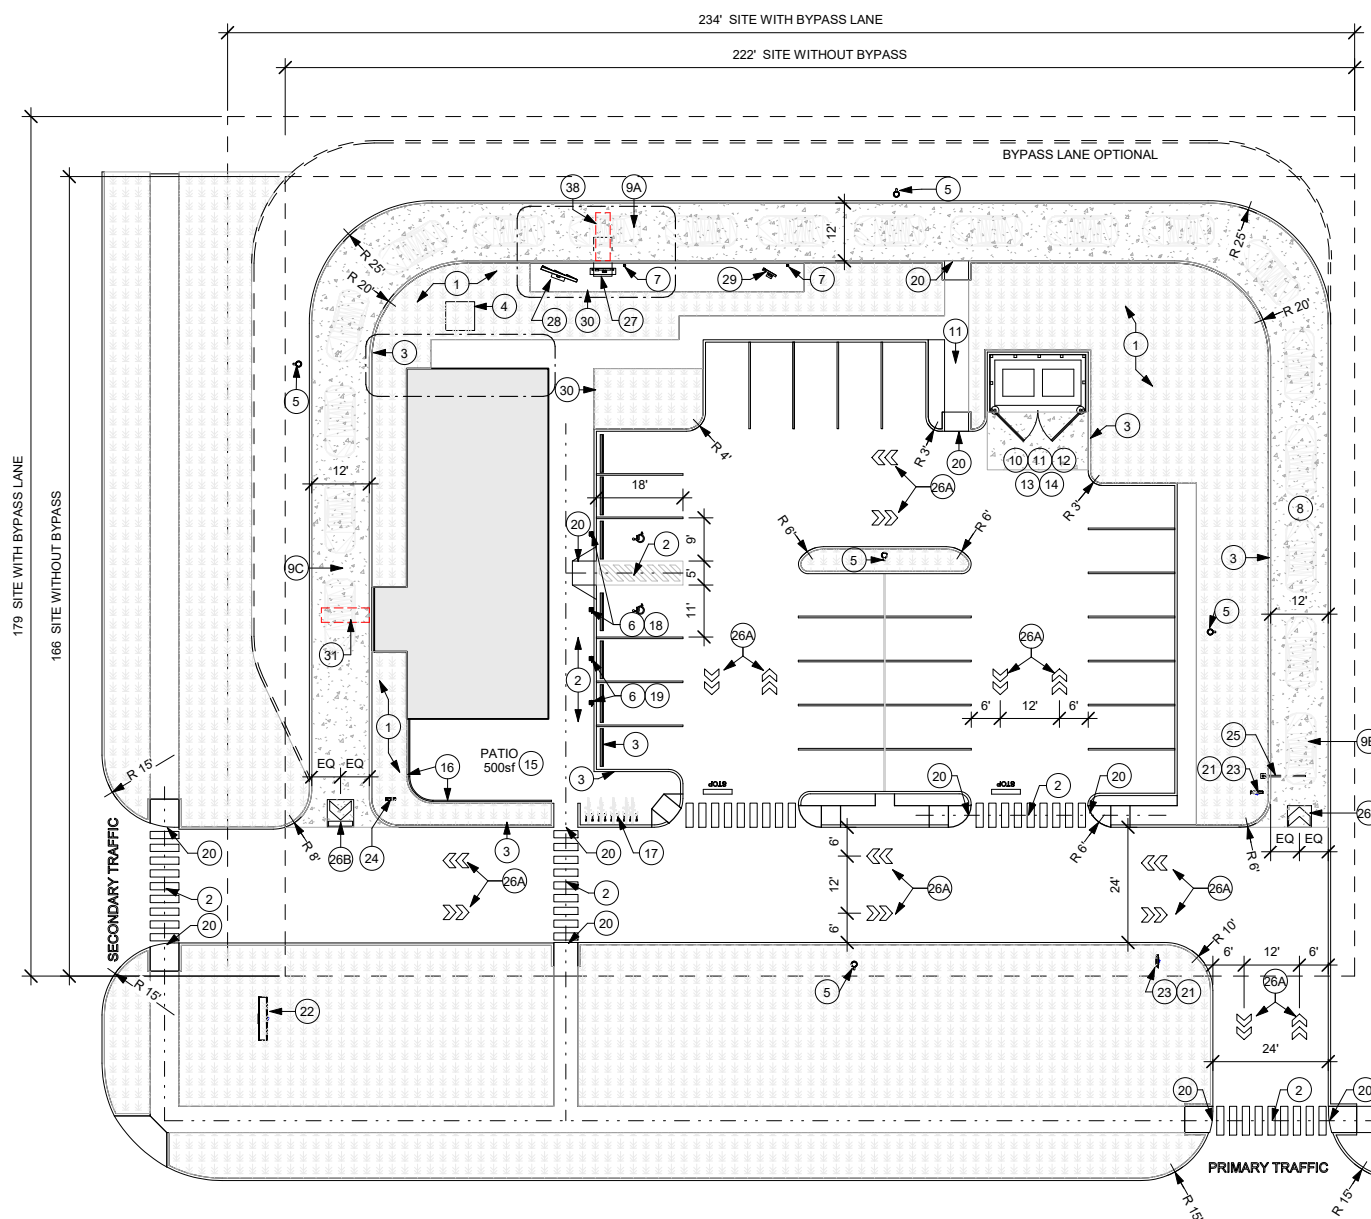 234' SITE WITH BYPASS LANE
222' SITE WITHOUT BYPASS
BYPASS LANE OPTIONAL
179 SITE WITH BYPASS LANE
166 SITE WITHOUT BYPASS
38
9A
5
R 25'
R 20'
12'
R 25'
R 20'
1
4
28
30
27
7
29
7
20
11
1
3
5
30
R 4'
R 3'
20
10
11
12
13
14
3
R 3'
26A
12'
18'
20
2
9'
5'
11'
R 6'
R 6'
5
8
3
12'
5
9C
31
6
18
2
6
19
26A
26A
6'
12'
6'
1
PATIO
500sf
15
16
3
3
25
21
23
9B
STOP
STOP
20
2
20
EQ
EQ
R 15'
R 8'
26B
24
3
20
17
R 6'
R 6'
26
EQ
EQ
SECONDARY TRAFFIC
20
2
20
26A
2
20
6'
12'
6'
26A
24'
26A
R 10'
R 15'
22
5
23
21
6'
12'
6'
26A
24'
20
2
20
PRIMARY TRAFFIC
R 15'
R 15'